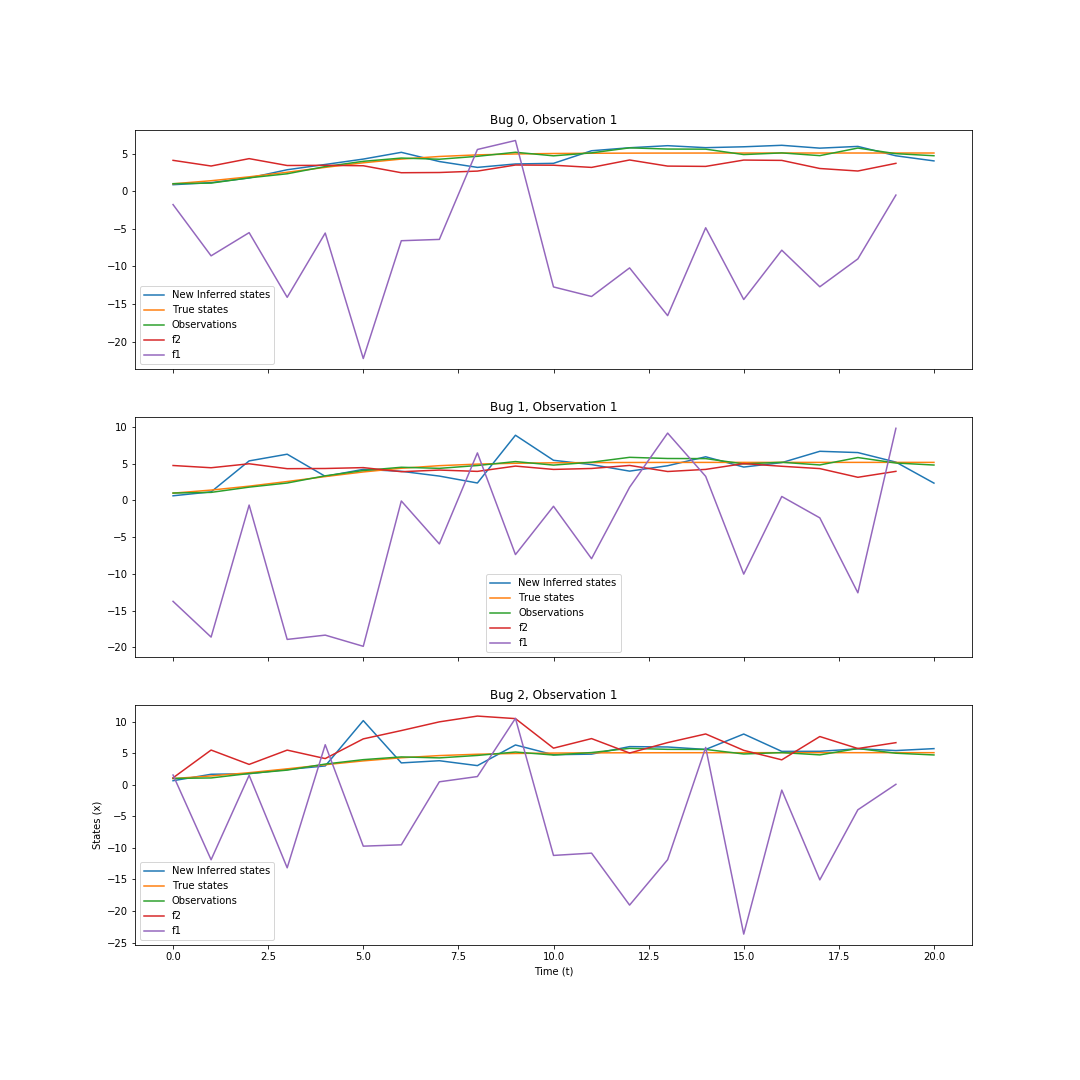 Bug 0, Observation 1
5
0
−5
−10
−15
−20
New Inferred states
True states
Observations
f2
f1
Bug 1, Observation 1
10
5
0
−5
−10
−15
−20
New Inferred states
True states
Observations
f2
f1
Bug 2, Observation 1
States (x)
10
5
0
−5
−10
−15
−20
−25
New Inferred states
True states
Observations
f2
f1
0.0 2.5 5.0 7.5 10.0 12.5 15.0 17.5 20.0
Time (t)